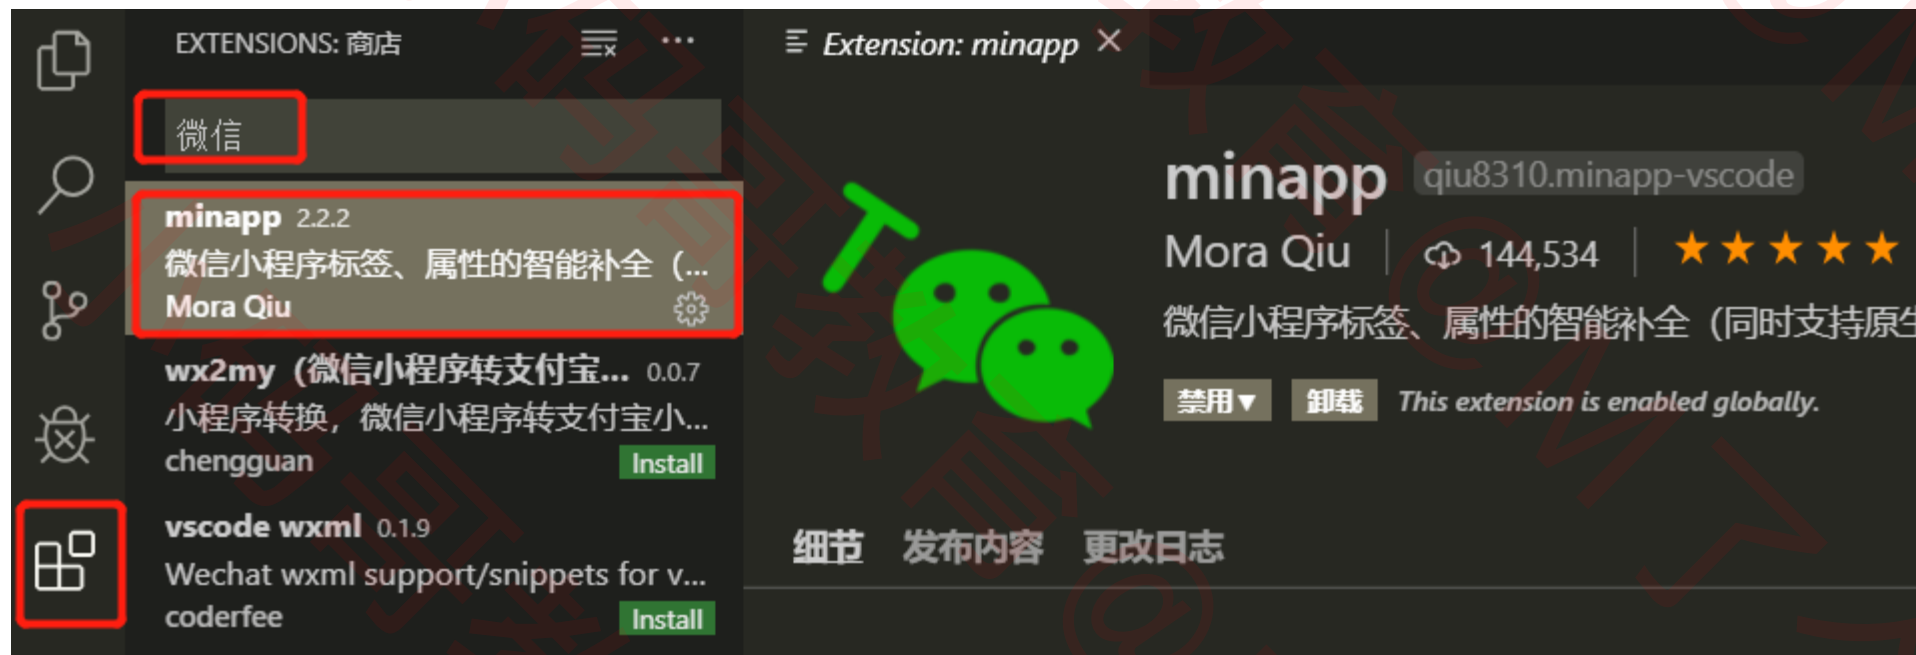 EXTENSIONS: 商店
微信
minapp 2.2.2
微信小程序标签、属性的智能补全（...
Mora Qiu
wx2my（微信小程序转支付宝... 0.0.7
小程序转换，微信小程序转支付宝小...
chengguan
Install
vscode wxml 0.1.9
Wechat wxml support/snippets for v...
coderfee
Install
Extension: minapp
minapp qiu8310.minapp-vscode
Mora Qiu 144,534
微信小程序标签、属性的智能补全（同时支持原生
禁用 卸载 This extension is enabled globally.
细节 发布内容 更改日志